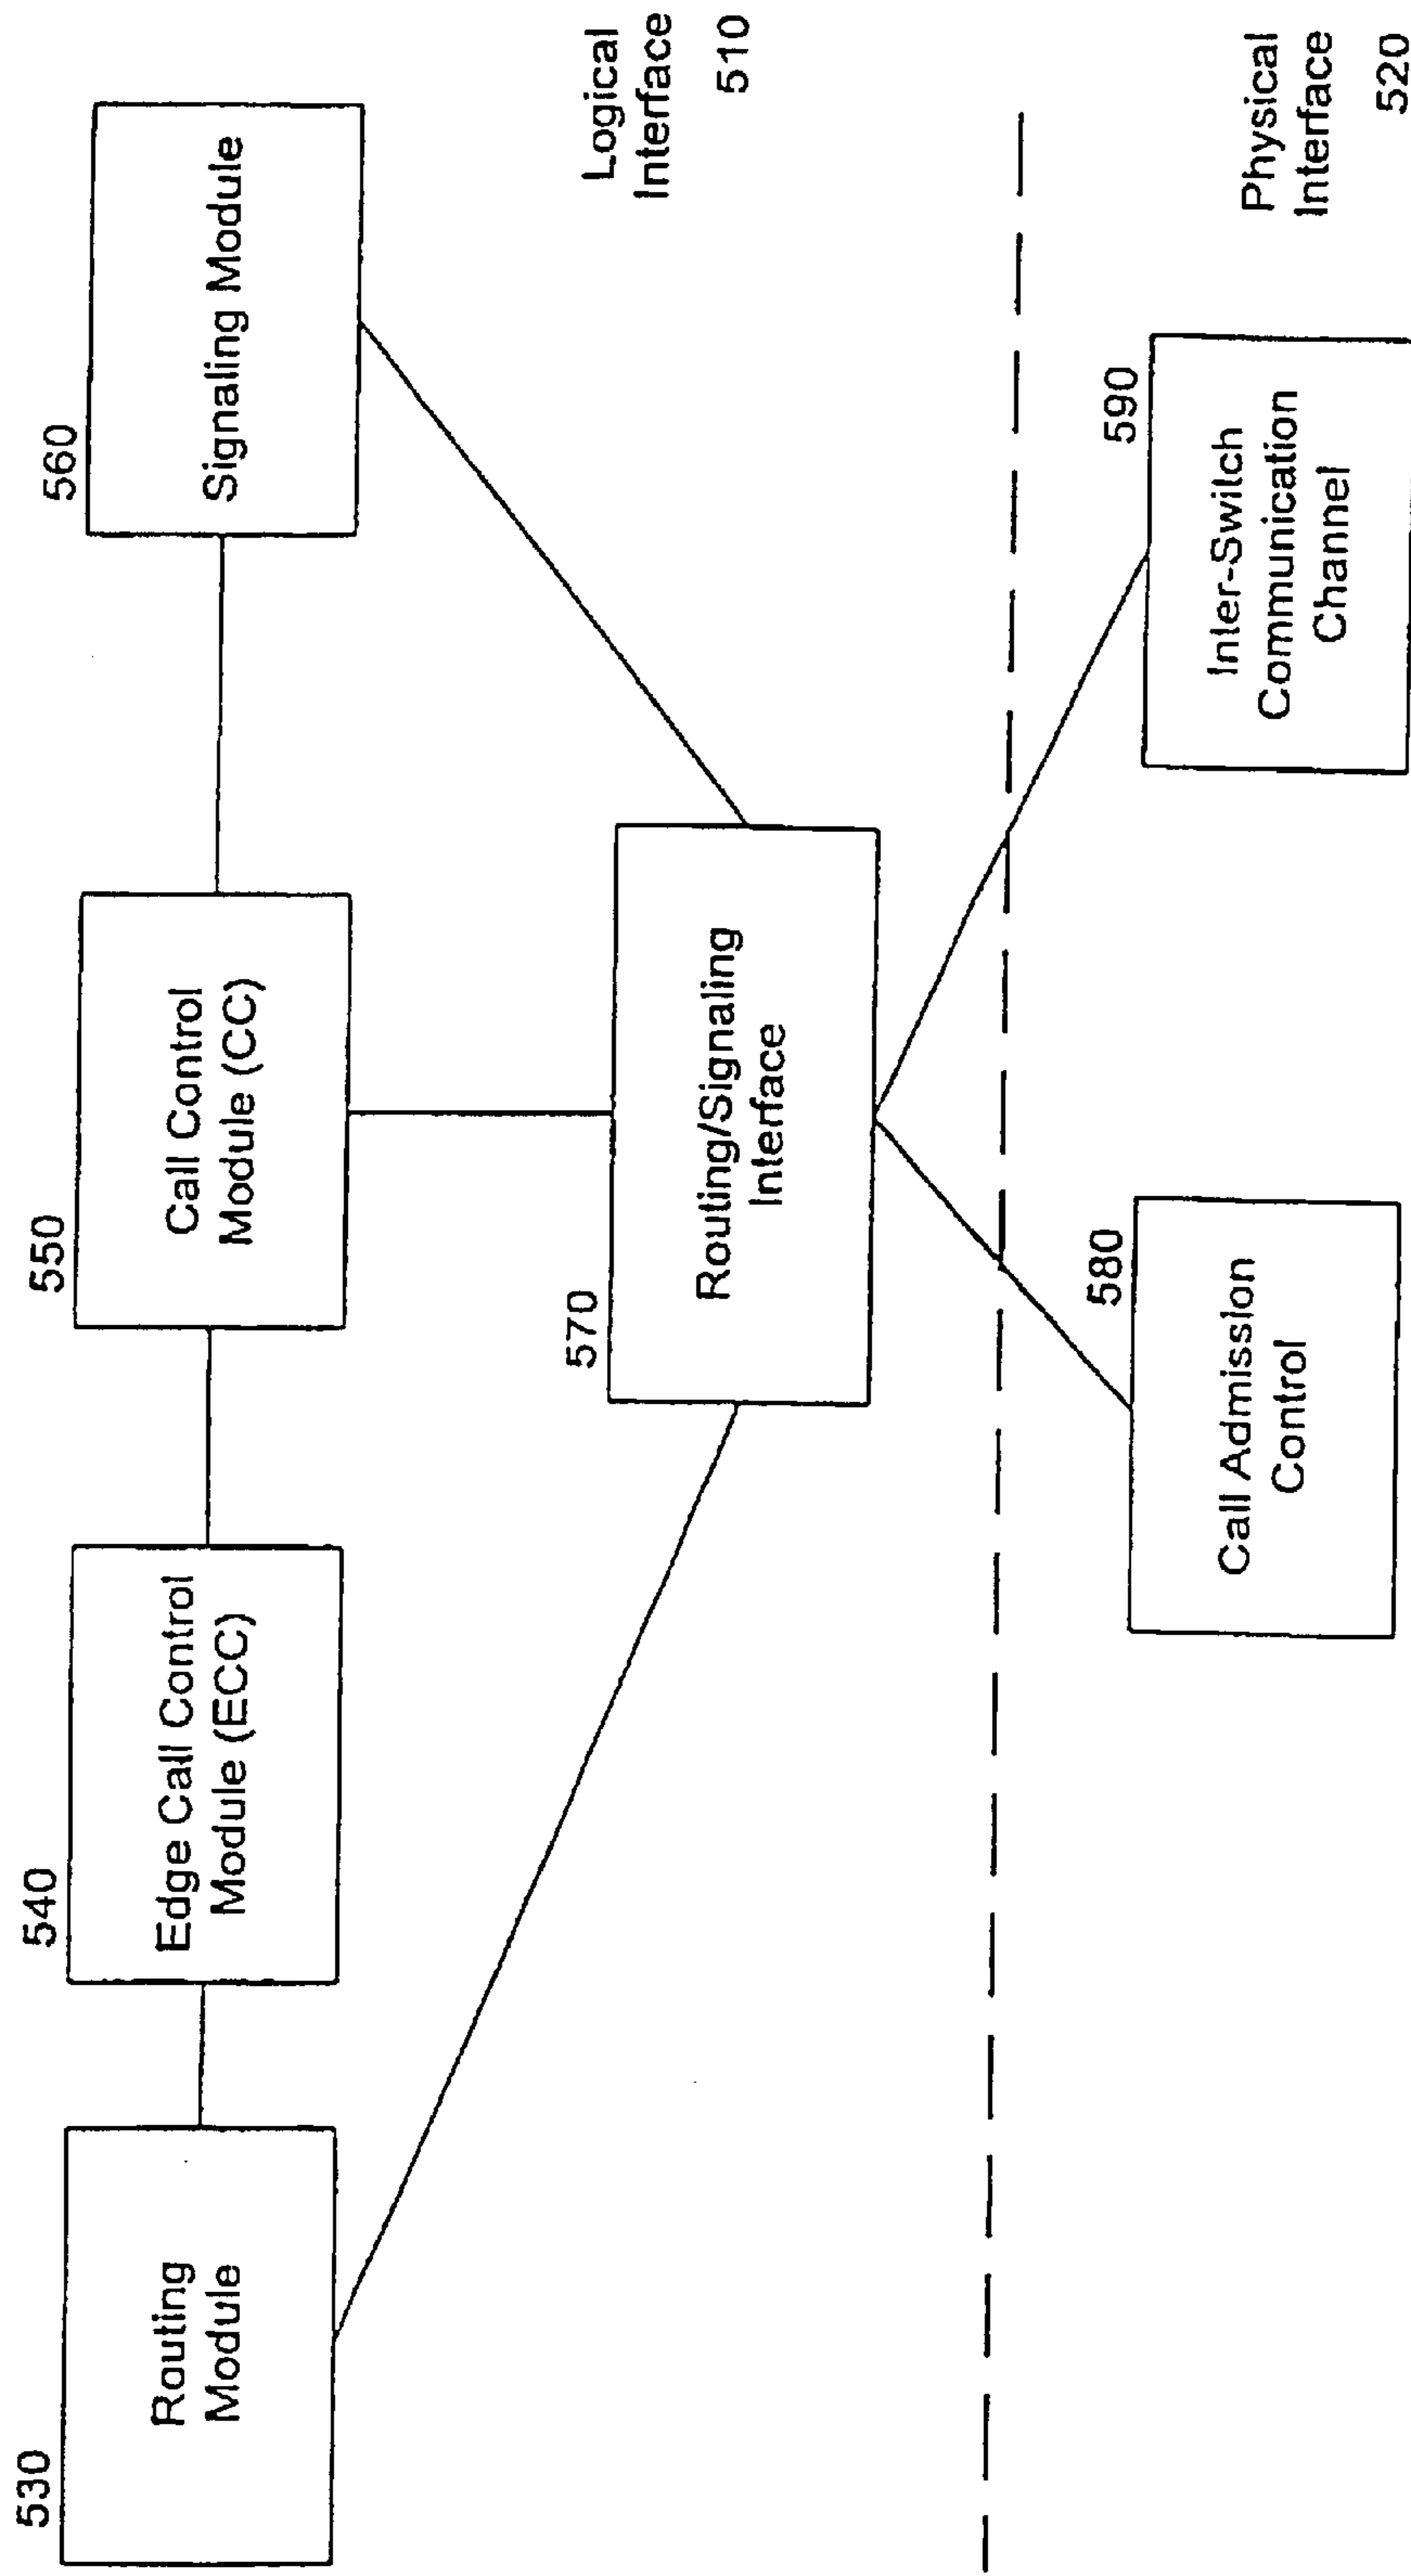 530
Routing
Module
540
Edge Call Control
Module (ECC)
550
Call Control
Module (CC)
560
Signaling Module
570
Routing/Signaling
Interface
Logical
Interface
510
580
Call Admission
Control
590
Inter-Switch
Communication
Channel
Physical
Interface
520